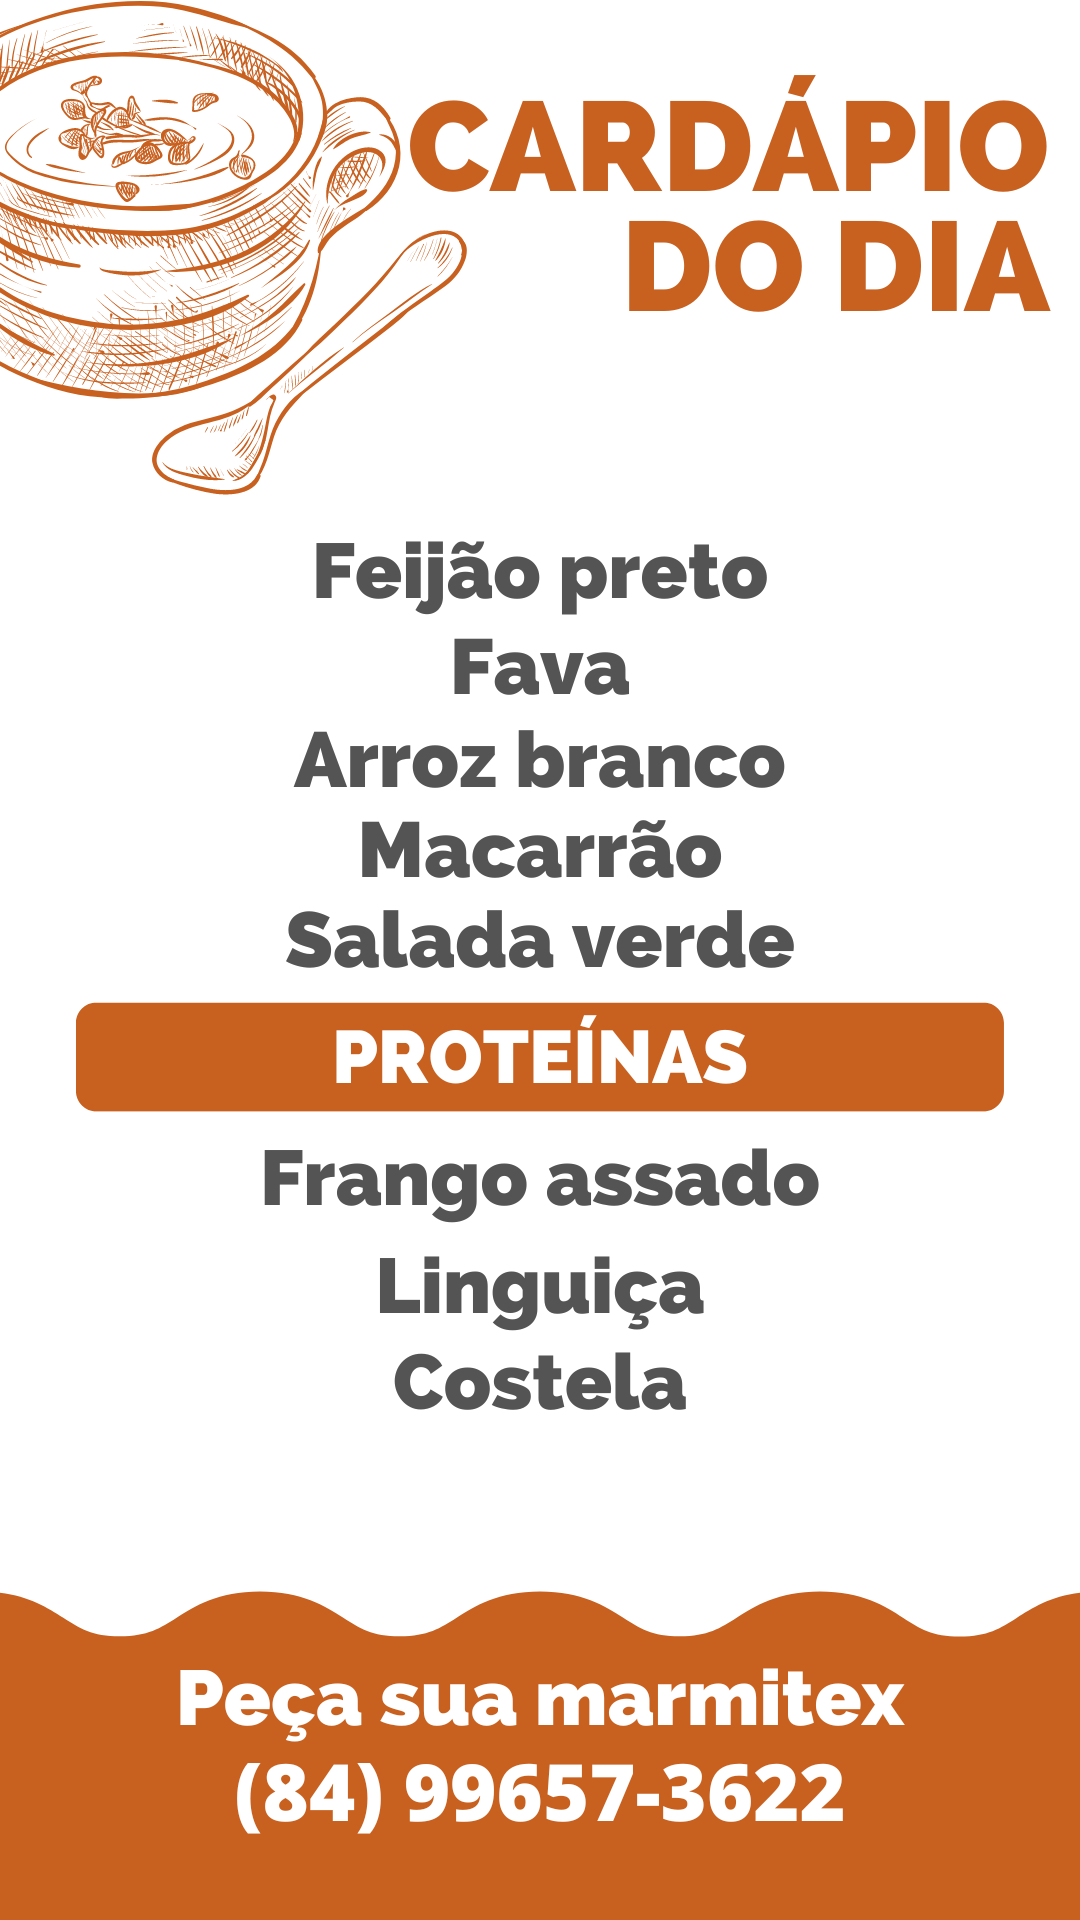 CARDÁPIO
DO DIA
Feijão preto
Fava
Arroz branco
Macarrão
Salada verde
PROTEÍNAS
Frango assado
Linguiça
Costela
Peça sua marmitex
(84) 99657-3622